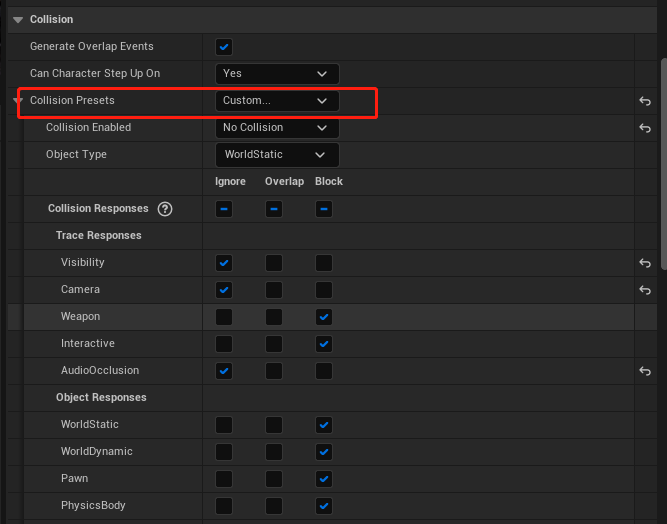 Collision
Generate Overlap Events
Can Character Step Up On Yes
Collision Presets Custom...
Collision Enabled No Collision
Object Type WorldStatic
Ignore Overlap Block
Collision Responses ?
Trace Responses
Visibility
Camera
Weapon
Interactive
AudioOcclusion
Object Responses
WorldStatic
WorldDynamic
Pawn
PhysicsBody